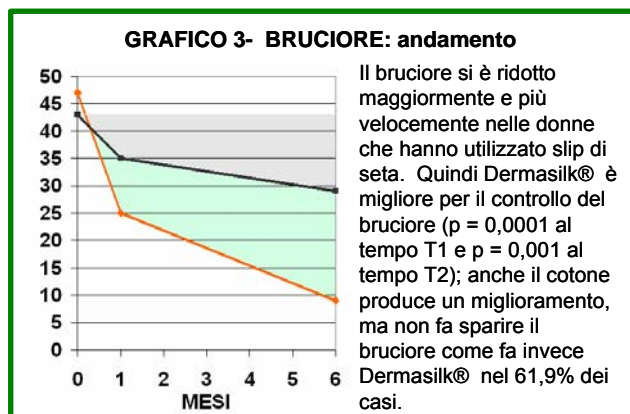 GRAFICO 3- BRUCIORE: andamento
50
45
40
35
30
25
20
15
10
5
0
0 1 2 3 4 5 6
MESI
Il bruciore si è ridotto
maggiormente e più
velocemente nelle donne
che hanno utilizzato slip di
seta. Quindi Dermasilk® è
migliore per il controllo del
bruciore (p = 0,0001 al
tempo T1 e p = 0,001 al
tempo T2); anche il cotone
produce un miglioramento,
ma non fa sparire il
bruciore come fa invece
Dermasilk® nel 61,9% dei
casi.